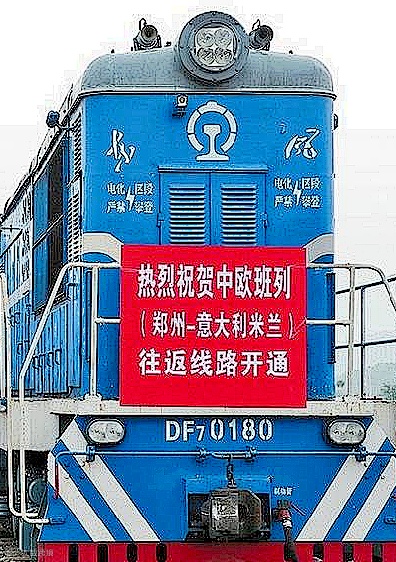 电化区段
严禁攀登
电化区段
严禁攀登
热烈祝贺中欧班列
（郑州-意大利米兰）
往返线路开通
DF7 0180